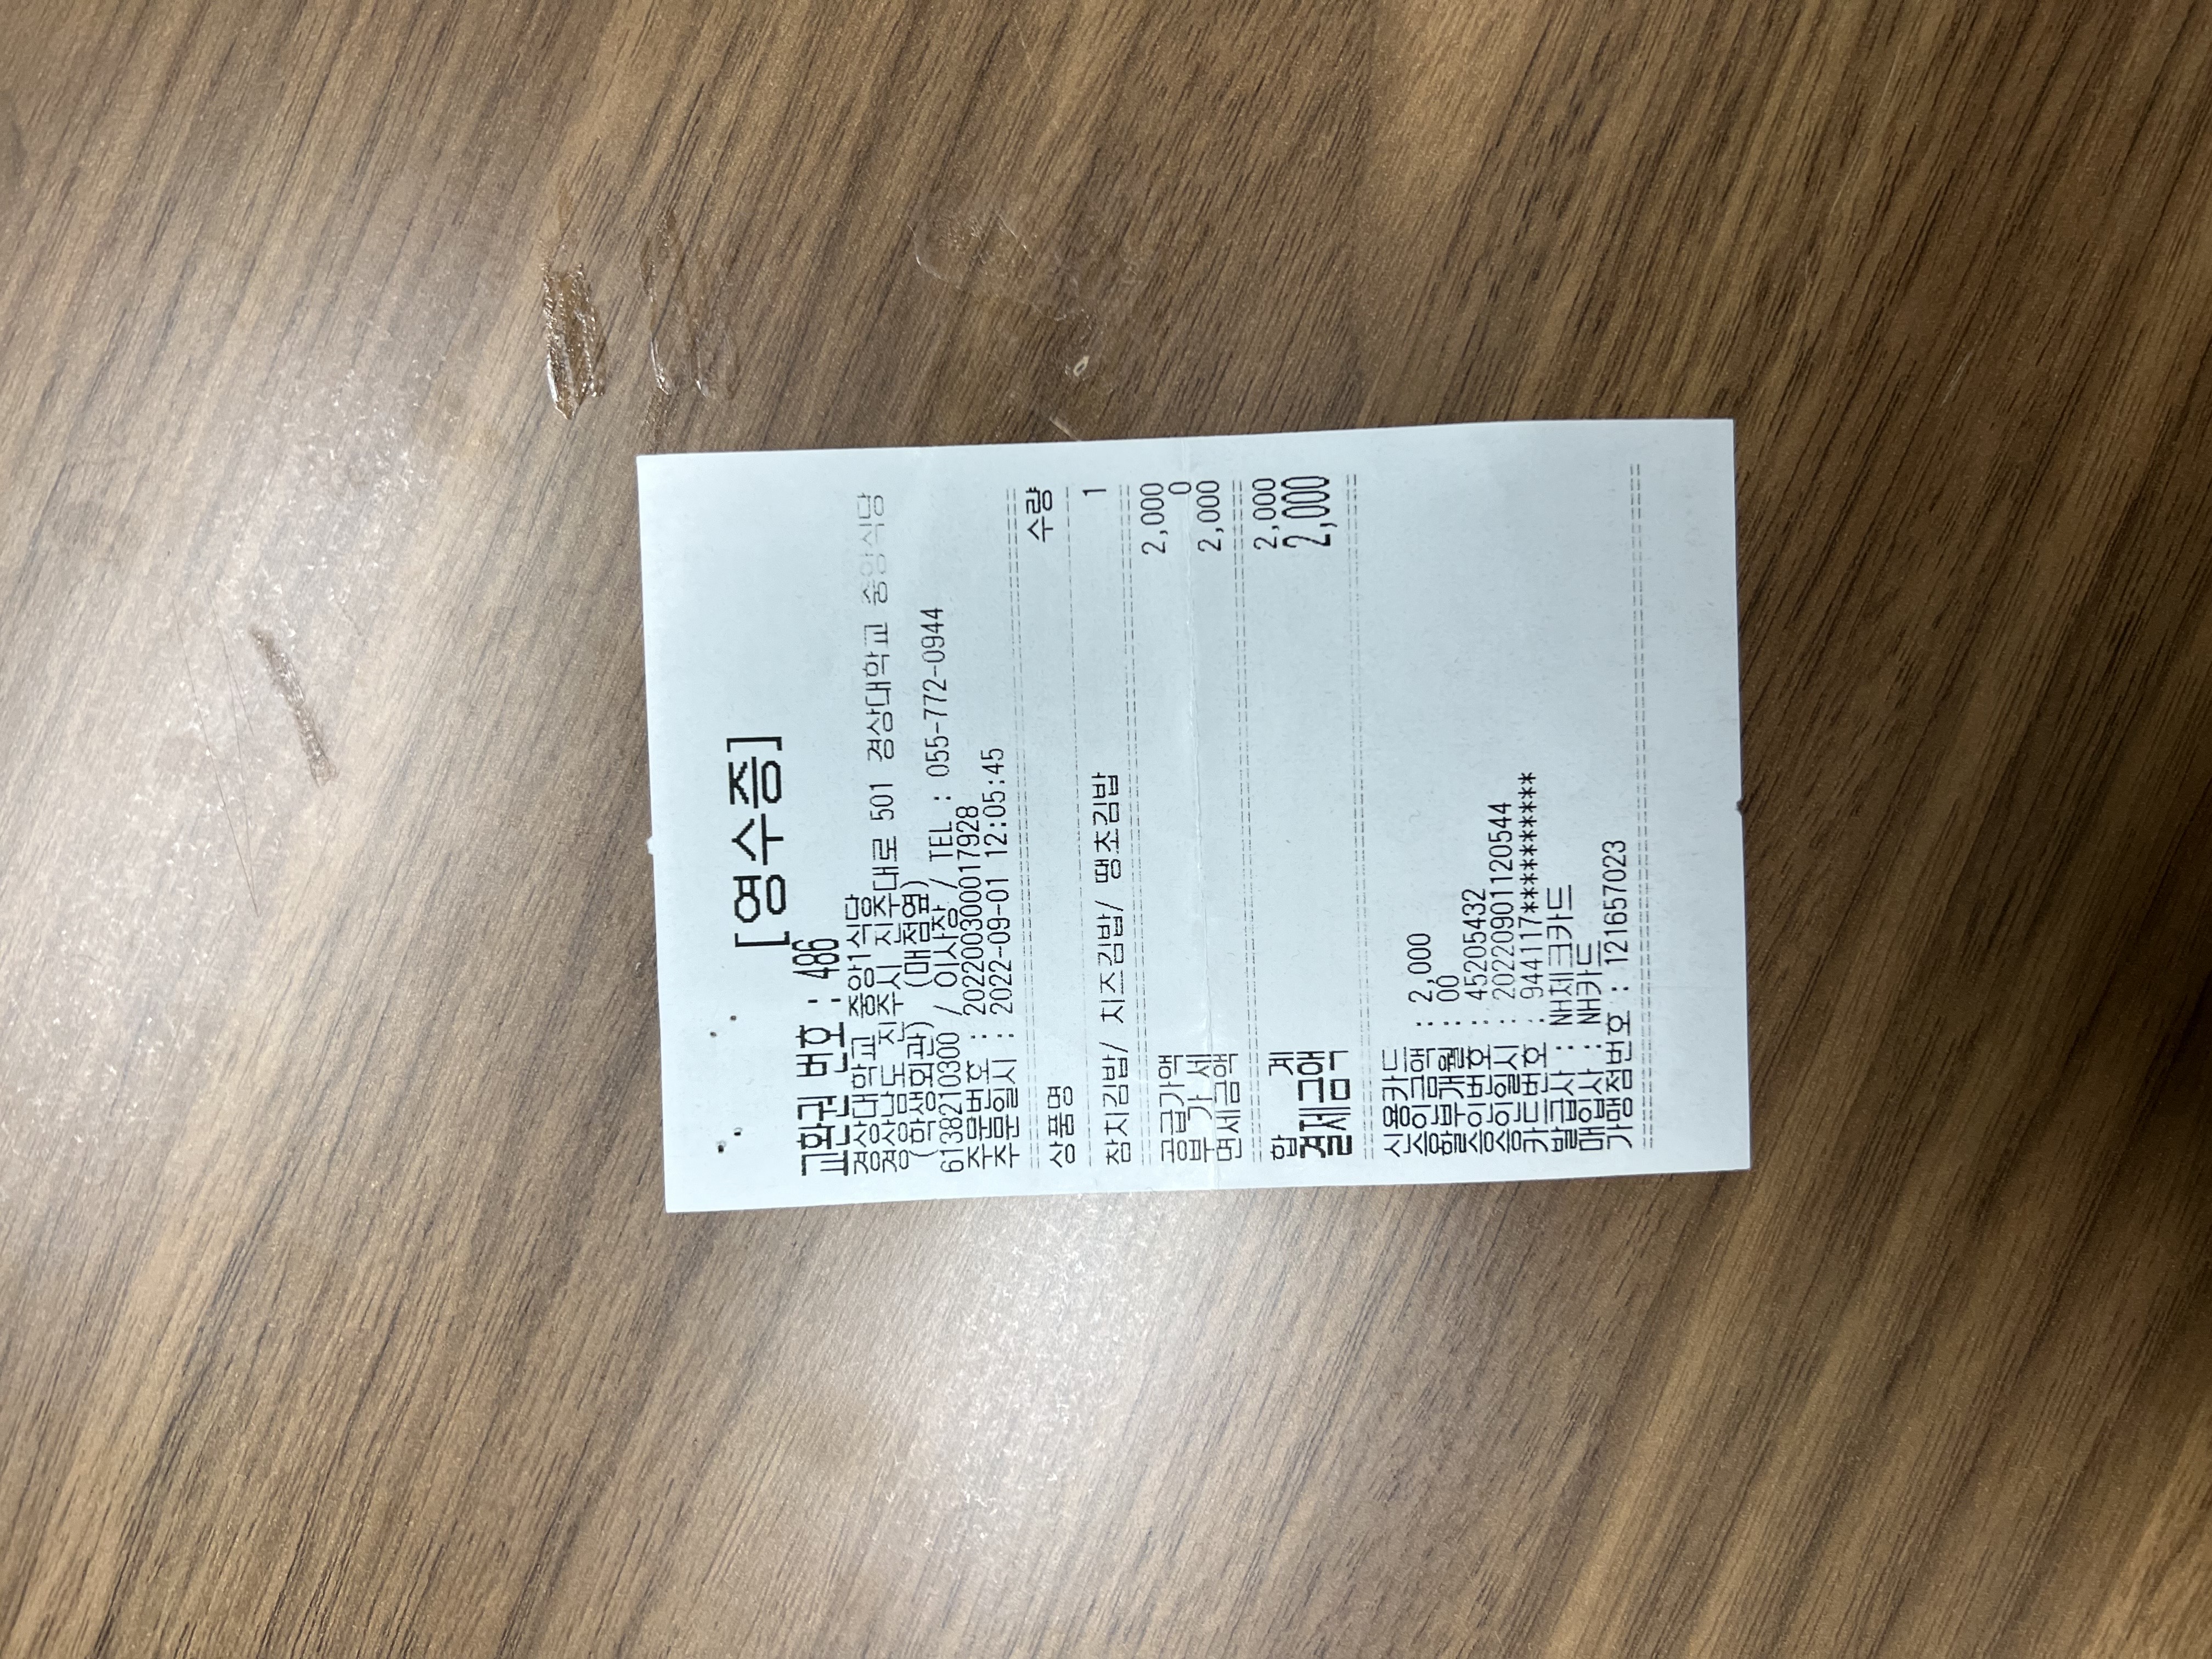 [영수증]
교환권 번호 : 486
경상대학교 중앙1식당
경상남도 진주시 진주대로 501 경상대학교 중앙식당
(학생회관) (매점옆)
6138210300 / 이사장 / TEL : 055-772-0944
주문번호 : 202200300017928
주문일시 : 2022-09-01 12:05:45
상품명 수량
참치김밥/ 치즈김밥/ 땡초김밥 1
공급가액 2,000
부 가 세 0
면세금액 2,000
합 계 2,000
결제금액 2,000
신용카드
승인금액 : 2,000
할부개월 : 00
승인번호 : 45205432
승인일시 : 20220901120544
카드번호 : 944117**********
발급사 : NH체크카드
매입사 : NH카드
가맹점번호 : 121657023